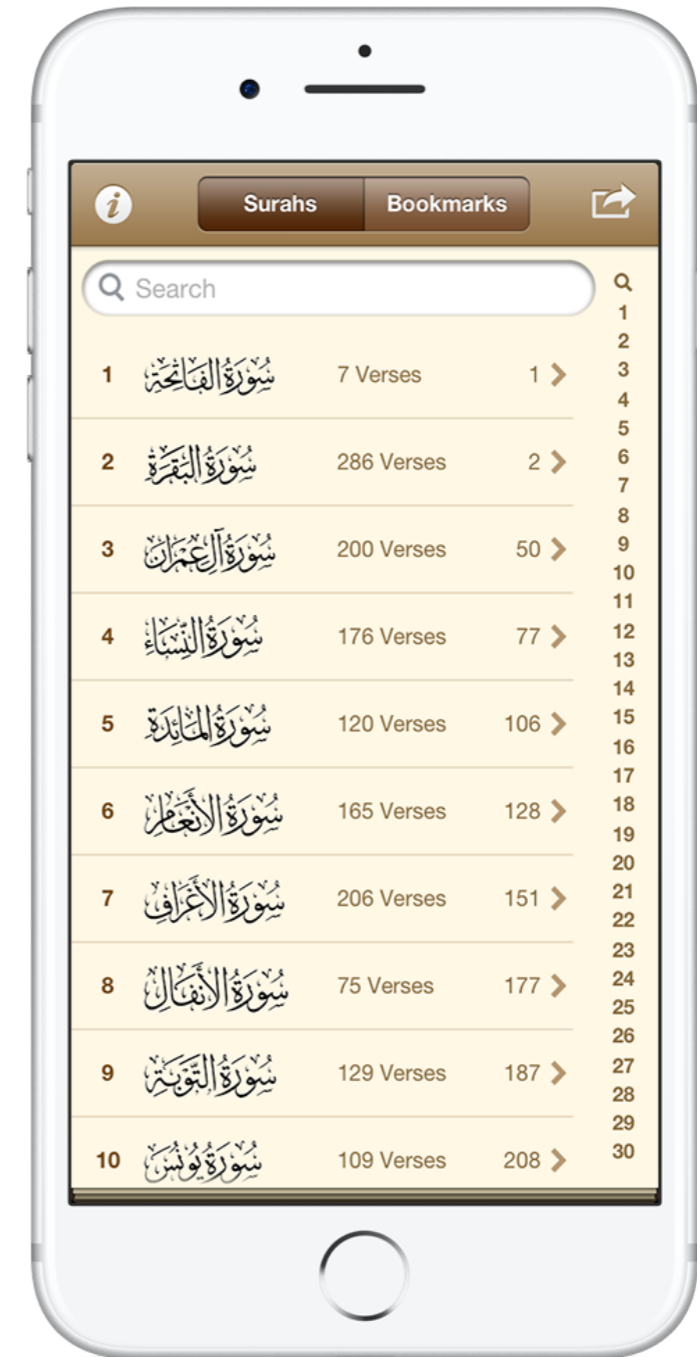 Surahs Bookmarks
Search
1 سُورَةُ الفَاتِحَة 7 Verses 1
2 سُورَةُ البَقَرَة 286 Verses 2
3 سُورَةُ آل عِمْرَان 200 Verses 50
4 سُورَةُ النِّسَاء 176 Verses 77
5 سُورَةُ المَائِدَة 120 Verses 106
6 سُورَةُ الأَنْعَام 165 Verses 128
7 سُورَةُ الأَعْرَاف 206 Verses 151
8 سُورَةُ الأَنفَال 75 Verses 177
9 سُورَةُ التَّوْبَة 129 Verses 187
10 سُورَةُ يُونُس 109 Verses 208
1
2
3
4
5
6
7
8
9
10
11
12
13
14
15
16
17
18
19
20
21
22
23
24
25
26
27
28
29
30